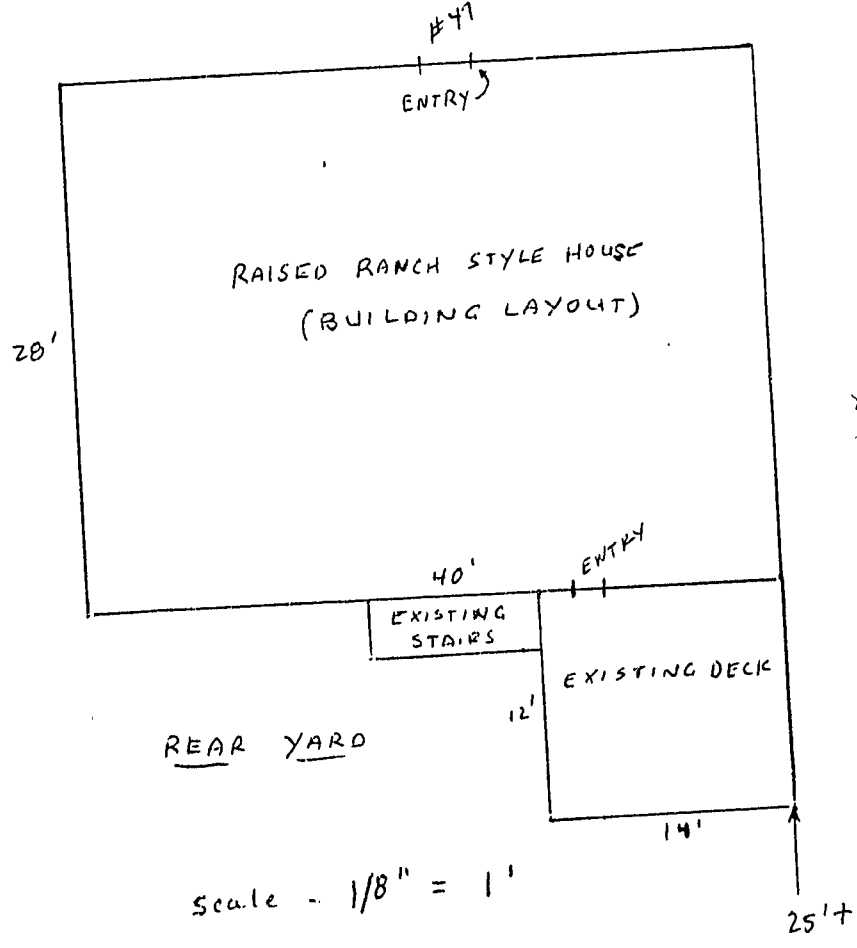 #47
ENTRY
RAISED RANCH STYLE HOUSE
(BUILDING LAYOUT)
28'
ENTRY
40'
EXISTING
STAIRS
EXISTING DECK
12'
REAR YARD
14'
Scale - 1/8" = 1'
25'+